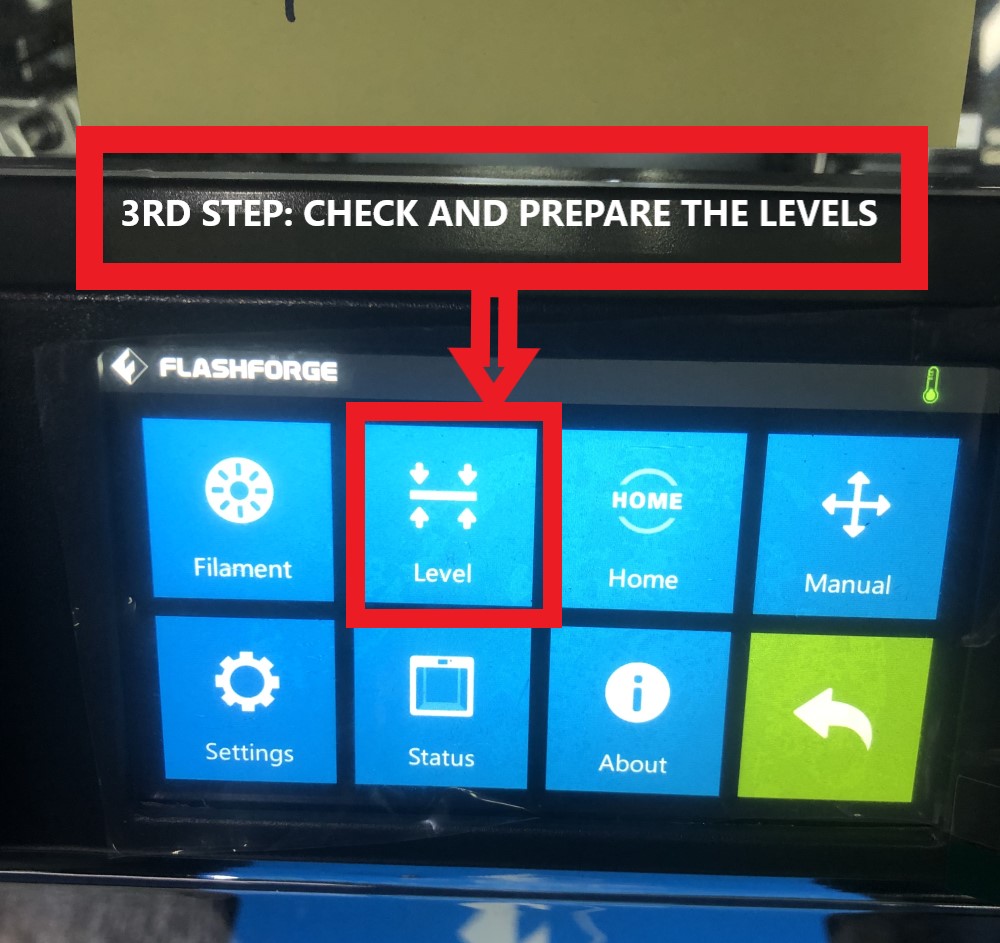 3RD STEP: CHECK AND PREPARE THE LEVELS
FLASHFORGE
Filament
Level
HOME
Home
Manual
Settings
Status
About